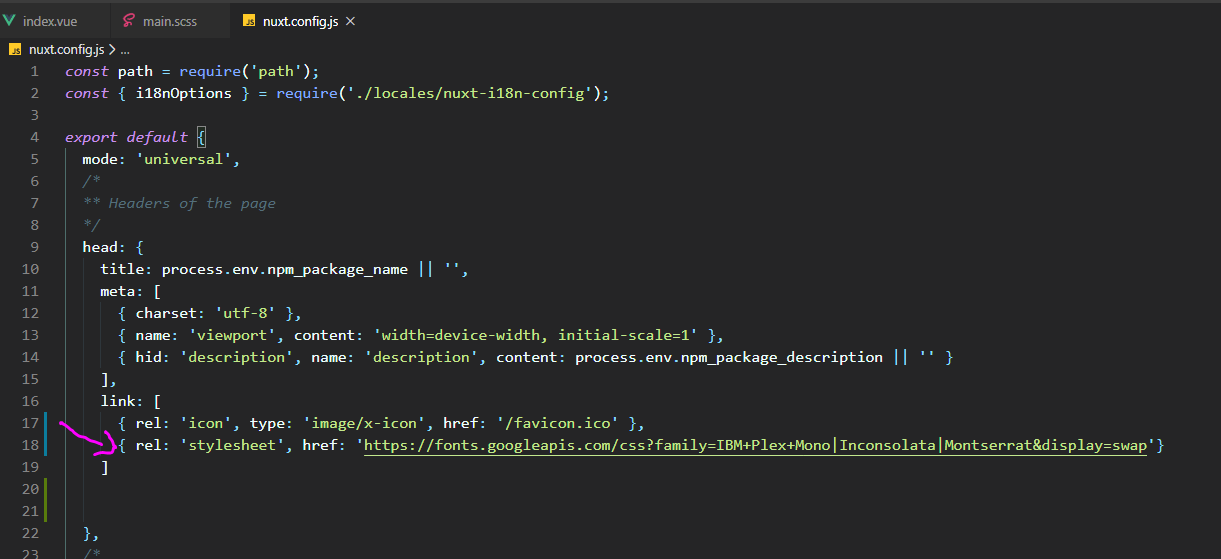 index.vue main.scss JS nuxt.config.js ×
JS nuxt.config.js > ...
1 const path = require('path');
2 const { i18nOptions } = require('./locales/nuxt-i18n-config');
3
4 export default {
5 mode: 'universal',
6 /*
7 ** Headers of the page
8 */
9 head: {
10 title: process.env.npm_package_name || '',
11 meta: [
12 { charset: 'utf-8' },
13 { name: 'viewport', content: 'width=device-width, initial-scale=1' },
14 { hid: 'description', name: 'description', content: process.env.npm_package_description || '' }
15 ],
16 link: [
17 { rel: 'icon', type: 'image/x-icon', href: '/favicon.ico' },
18 { rel: 'stylesheet', href: 'https://fonts.googleapis.com/css?family=IBM+Plex+Mono|Inconsolata|Montserrat&display=swap'}
19 ]
20
21
22 },
23 /*